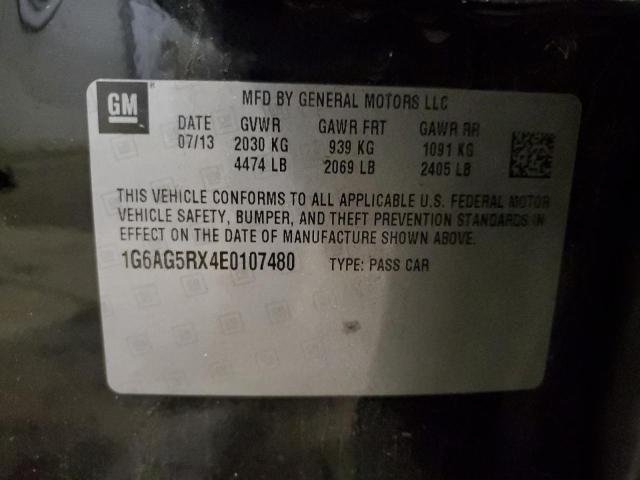 GM
MFD BY GENERAL MOTORS LLC
DATE GVWR GAWR FRT GAWR RR
07/13 2030 KG 939 KG 1091 KG
4474 LB 2069 LB 2405 LB
THIS VEHICLE CONFORMS TO ALL APPLICABLE U.S. FEDERAL MOTOR
VEHICLE SAFETY, BUMPER, AND THEFT PREVENTION STANDARDS IN
EFFECT ON THE DATE OF MANUFACTURE SHOWN ABOVE.
1G6AG5RX4E0107480 TYPE: PASS CAR